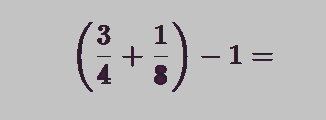 (3/4 + 1/8) − 1 =